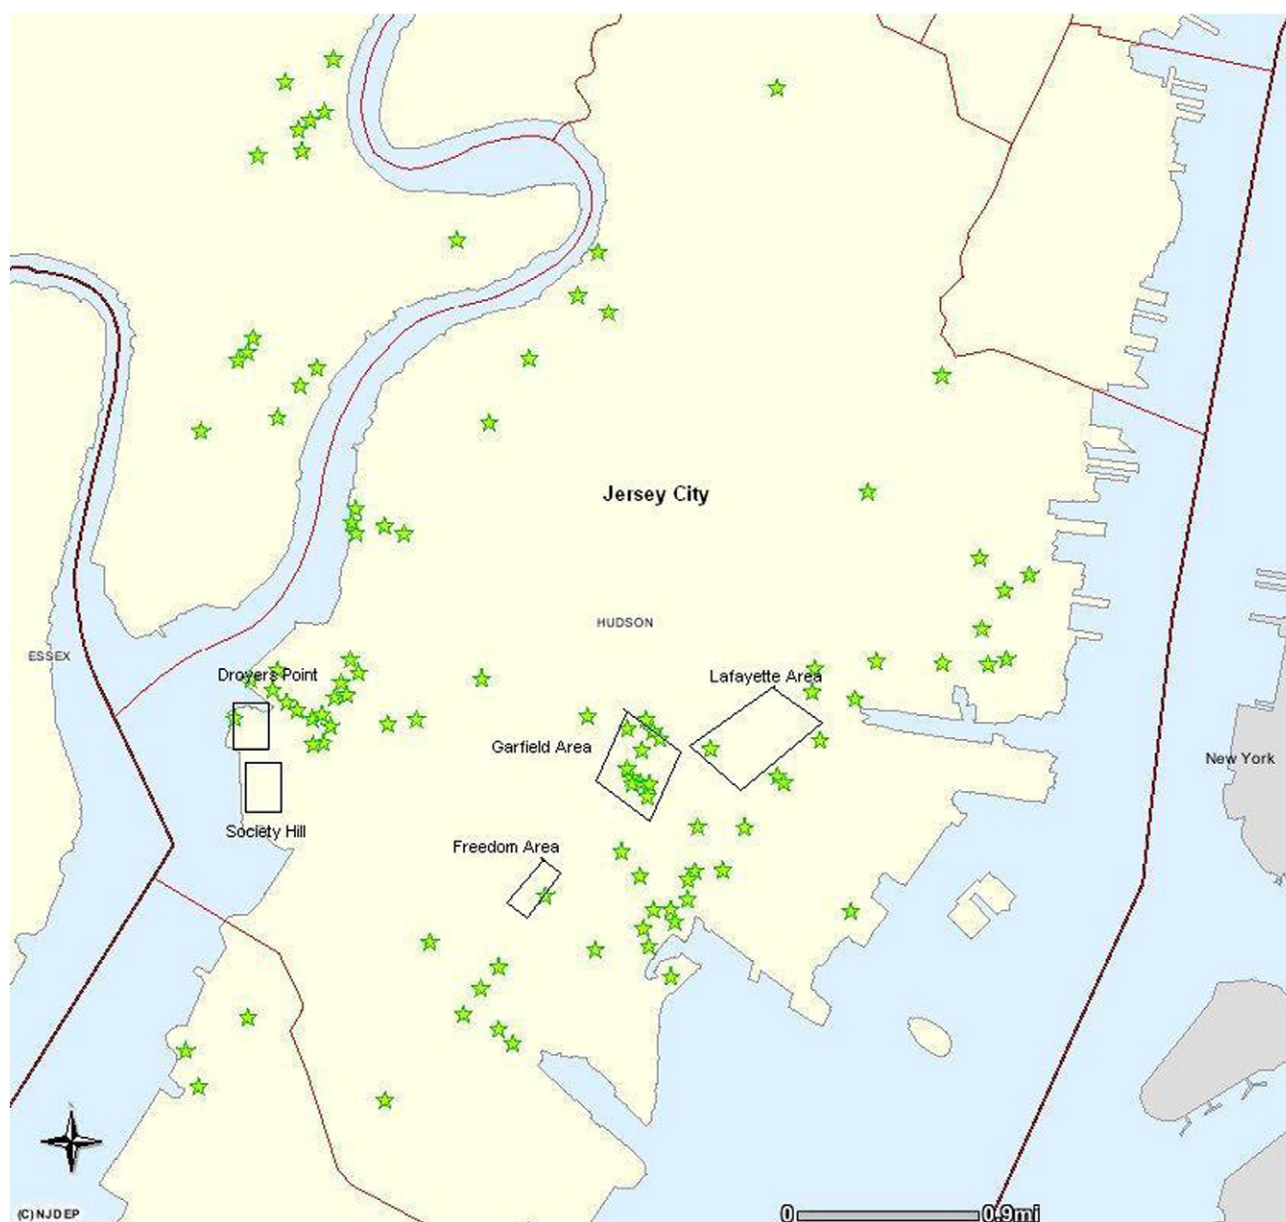 Jersey City
HUDSON
ESSEX
Drovers Point
Lafayette Area
Garfield Area
New York
Society Hill
Freedom Area
(C) NJDEP
0
0.9mi